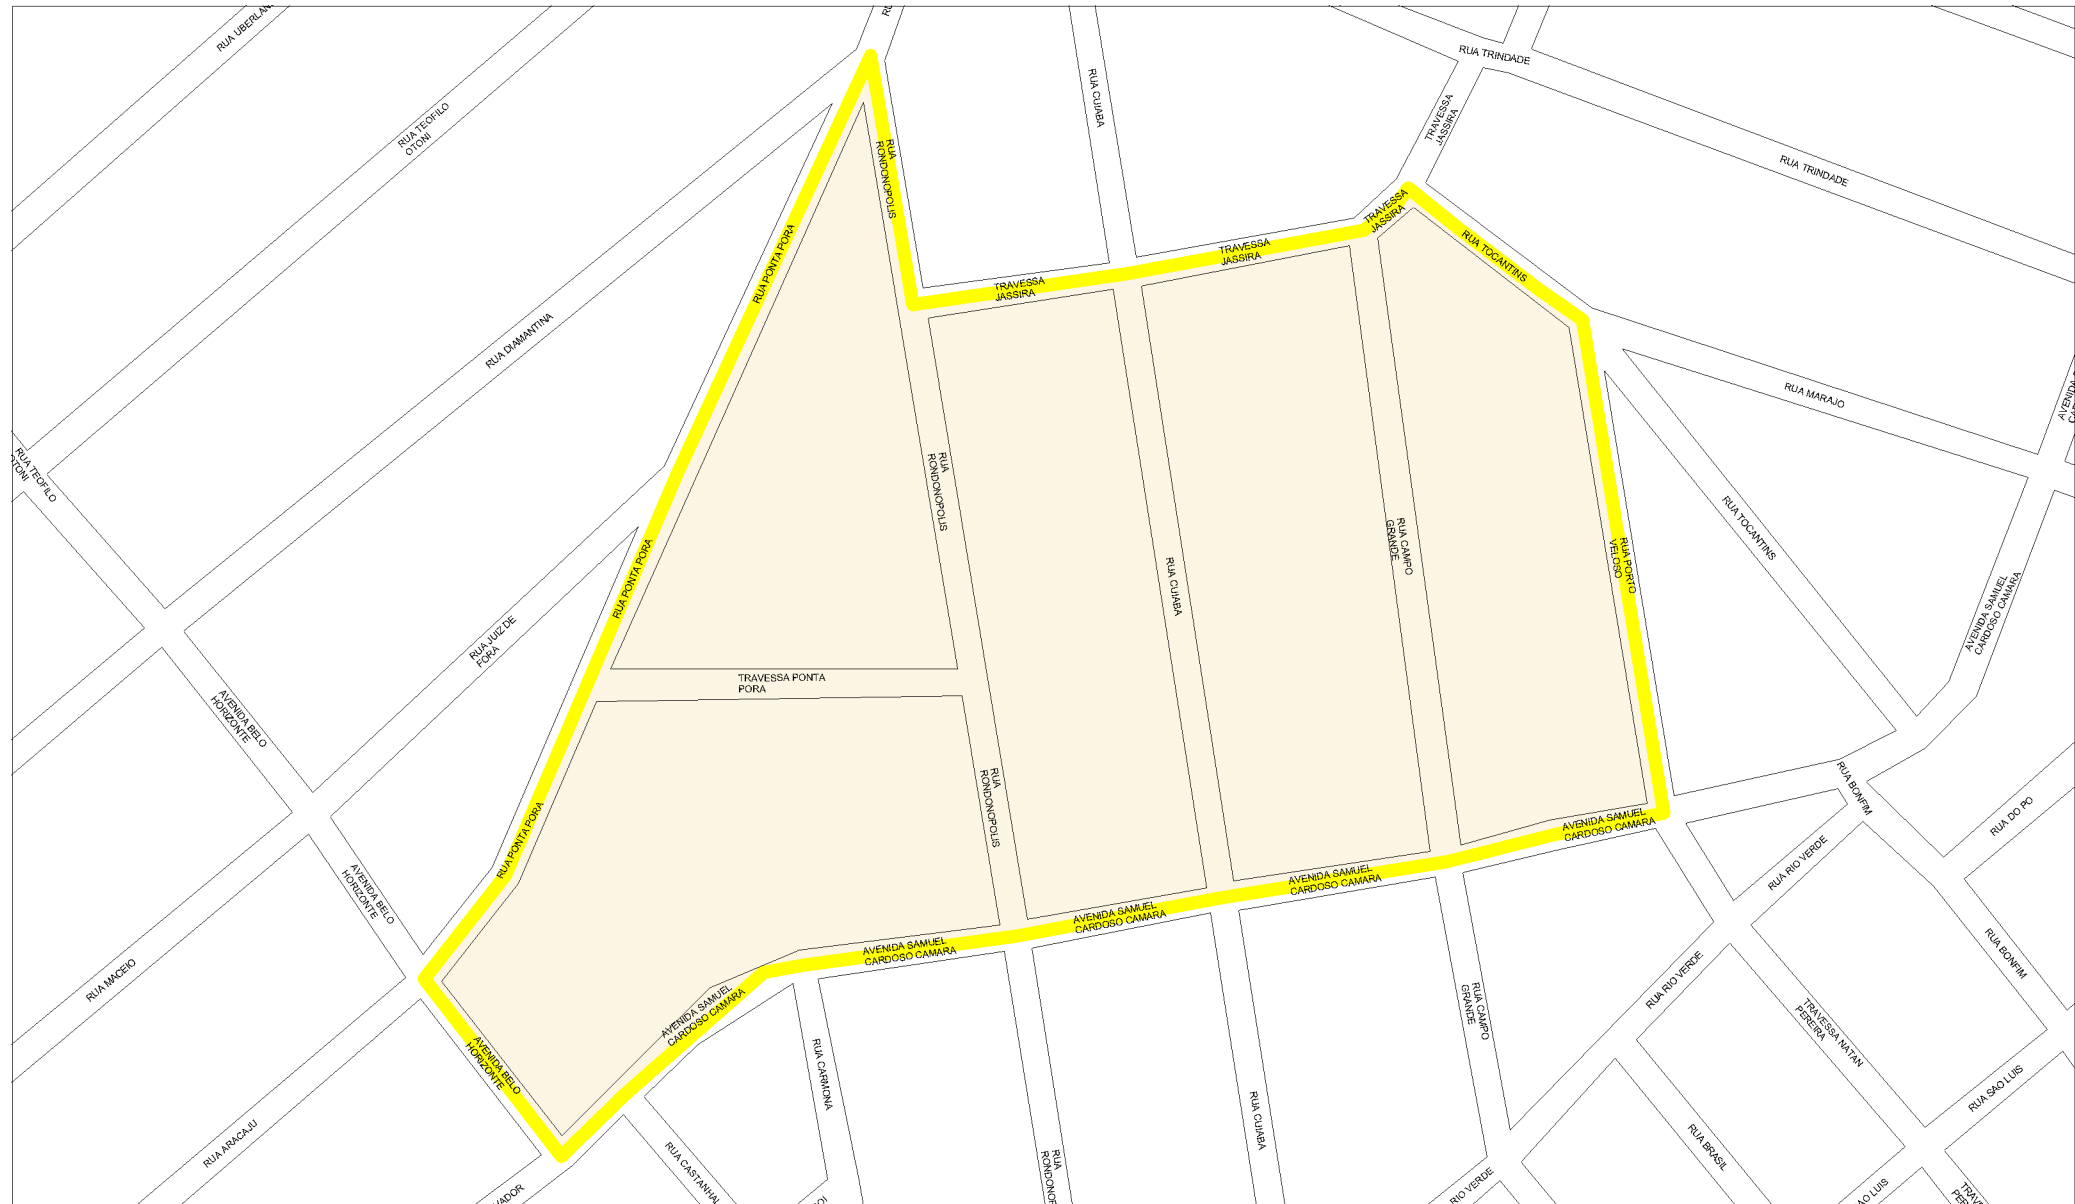 RUA TRINDADE
RUA CUIABA
TRAVESSA
JASSIRA
RUA TEOFILO
OTONI
RUA
RONDONOPOLIS
RUA TRINDADE
TRAVESSA
JASSIRA
RUA TOCANTINS
TRAVESSA
JASSIRA
RUA PONTA PORA
TRAVESSA
JASSIRA
RUA DIAMANTINA
RUA MARAJO
RUA TEOFILO
OTONI
RUA
RONDONOPOLIS
RUA CAMPO
GRANDE
RUA TOCANTINS
RUA PONTA PORA
RUA CUIABA
RUA PORTO
VELOSO
RUA JUIZ DE
FORA
AVENIDA SAMUEL
CARDOSO CAMARA
TRAVESSA PONTA
PORA
AVENIDA BELO
HORIZONTE
RUA
RONDONOPOLIS
RUA BONFIM
RUA DO PO
AVENIDA SAMUEL
CARDOSO CAMARA
RUA PONTA PORA
RUA RIO VERDE
AVENIDA BELO
HORIZONTE
AVENIDA SAMUEL
CARDOSO CAMARA
AVENIDA SAMUEL
CARDOSO CAMARA
AVENIDA SAMUEL
CARDOSO CAMARA
RUA BONFIM
RUA MACEIO
RUA RIO VERDE
AVENIDA SAMUEL
CARDOSO CAMARA
RUA CAMPO
GRANDE
TRAVESSA NATAN
PEREIRA
AVENIDA BELO
HORIZONTE
RUA CARMONA
RUA SAO LUIS
RUA ARACAJU
RUA CUIABA
RUA BRASIL
RUA
RIO VERDE